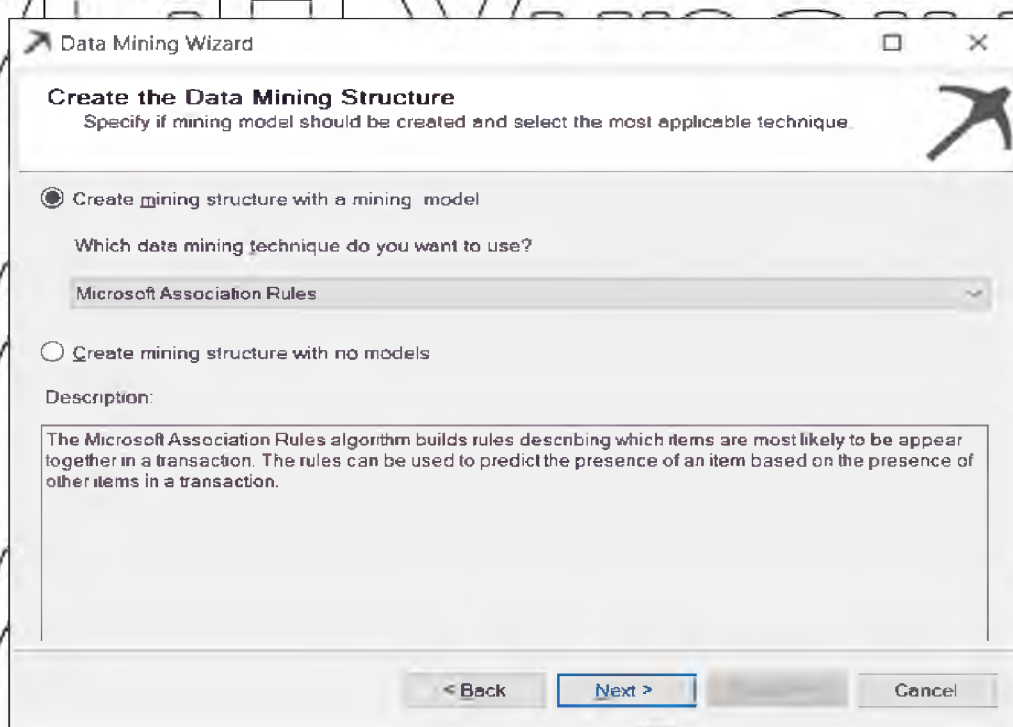 Data Mining Wizard
Create the Data Mining Structure
Specify if mining model should be created and select the most applicable technique.
Create mining structure with a mining model
Which data mining technique do you want to use?
Microsoft Association Rules
Create mining structure with no models
Description:
The Microsoft Association Rules algorithm builds rules describing which items are most likely to be appear
together in a transaction. The rules can be used to predict the presence of an item based on the presence of
other items in a transaction.
< Back Next > Cancel